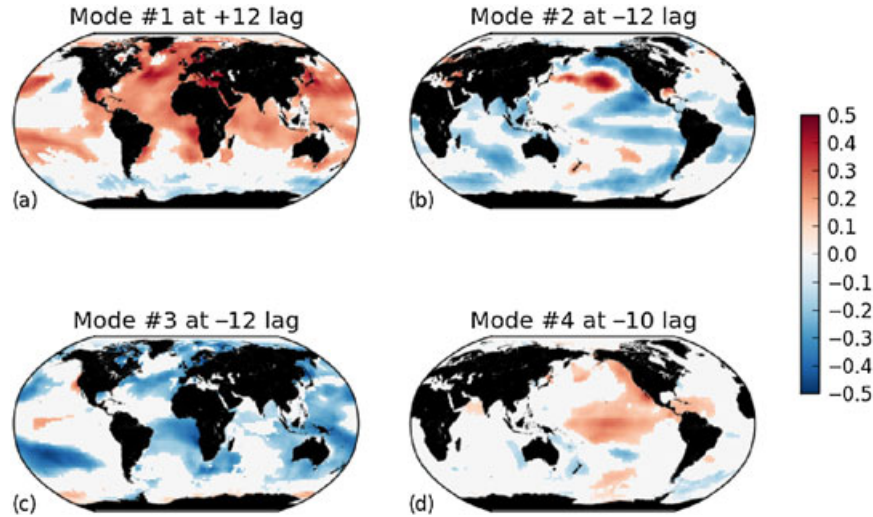 Mode #1 at +12 lag
Mode #2 at −12 lag
(a)
(b)
0.5
0.4
0.3
0.2
0.1
0.0
−0.1
−0.2
−0.3
−0.4
−0.5
Mode #3 at −12 lag
Mode #4 at −10 lag
(c)
(d)